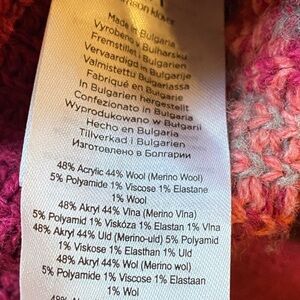 Made in Bulgaria
Vyrobeno v Bulharsku
Fremstillet i Bulgarien
Vervaardigd in Bulgarije
Valmistettu Bulgariassa
Fabriqué en Bulgarie
In Bulgarien hergestellt
Confezionato in Bulgaria
Wyprodukowano w Bułgarii
Hecho en Bulgaria
Tillverkad i Bulgarien
Изготовлено в Болгарии
48% Acrylic 44% Wool (Merino Wool)
5% Polyamide 1% Viscose 1% Elastane
1% Wool
48% Akryl 44% Vlna (Merino Vlna)
5% Polyamid 1% Viskóza 1% Elastan 1% Vlna
48% Akryl 44% Uld (Merino-uld) 5% Polyamid
1% Viskose 1% Elasthan 1% Uld
48% Akryl 44% Wol (Merino wol)
5% Polyamide 1% Viscose 1% Elastaan
1% Wol